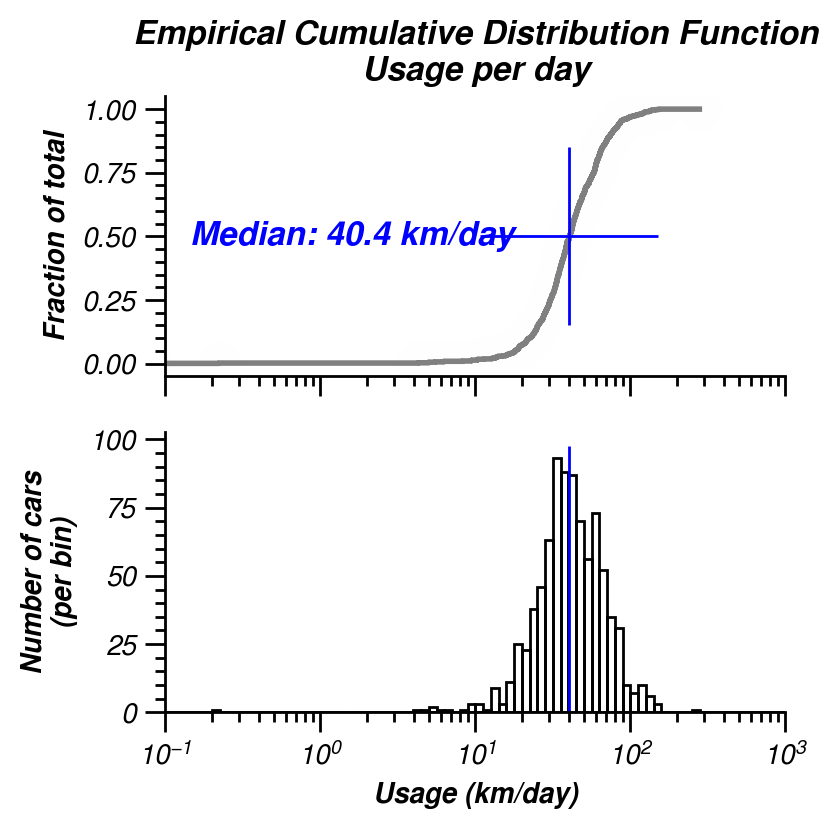 Empirical Cumulative Distribution Function
Usage per day
Fraction of total
1.00
0.75
0.50
0.25
0.00
Median: 40.4 km/day
Number of cars
(per bin)
100
75
50
25
0
10⁻¹ 10⁰ 10¹ 10² 10³
Usage (km/day)